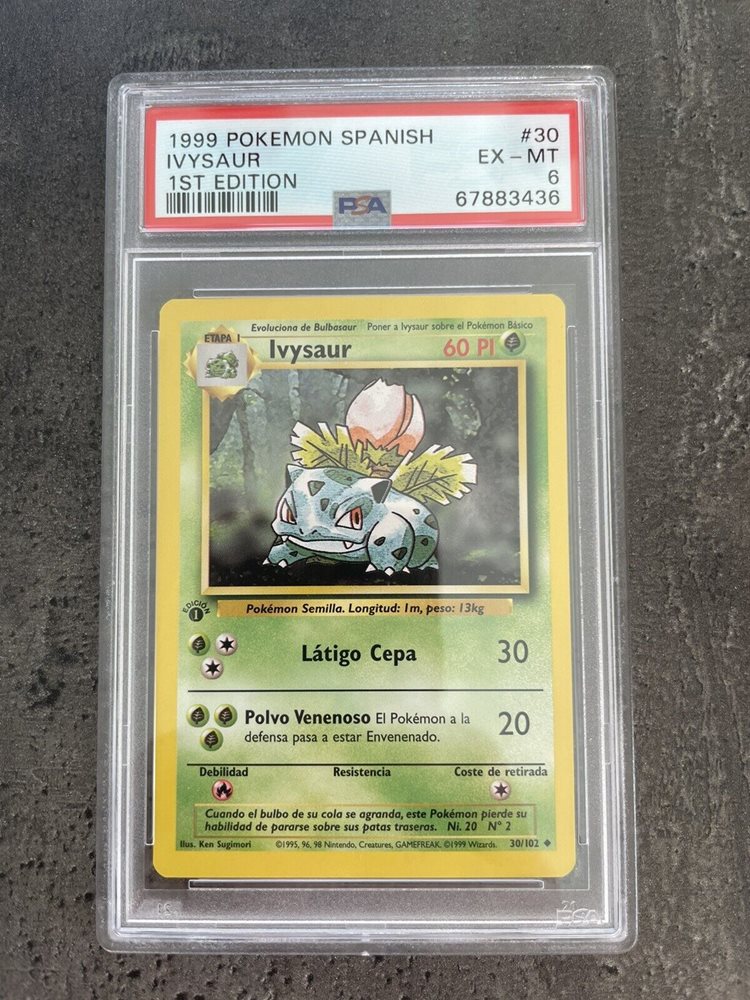 1999 POKEMON SPANISH #30
IVYSAUR EX - MT
1ST EDITION 6
PSA 67883436
Evoluciona de Bulbasaur Poner a Ivysaur sobre el Pokémon Básico
ETAPA 1
Ivysaur 60 PI
EDICIÓN 1
Pokémon Semilla. Longitud: 1m, peso: 13kg
Látigo Cepa 30
Polvo Venenoso El Pokémon a la 20
defensa pasa a estar Envenenado.
Debilidad Resistencia Coste de retirada
Cuando el bulbo de su cola se agranda, este Pokémon pierde su
habilidad de pararse sobre sus patas traseras. Ni. 20 Nº 2
Ilus. Ken Sugimori ©1995, 96, 98 Nintendo, Creatures, GAMEFREAK. ©1999 Wizards. 30/102